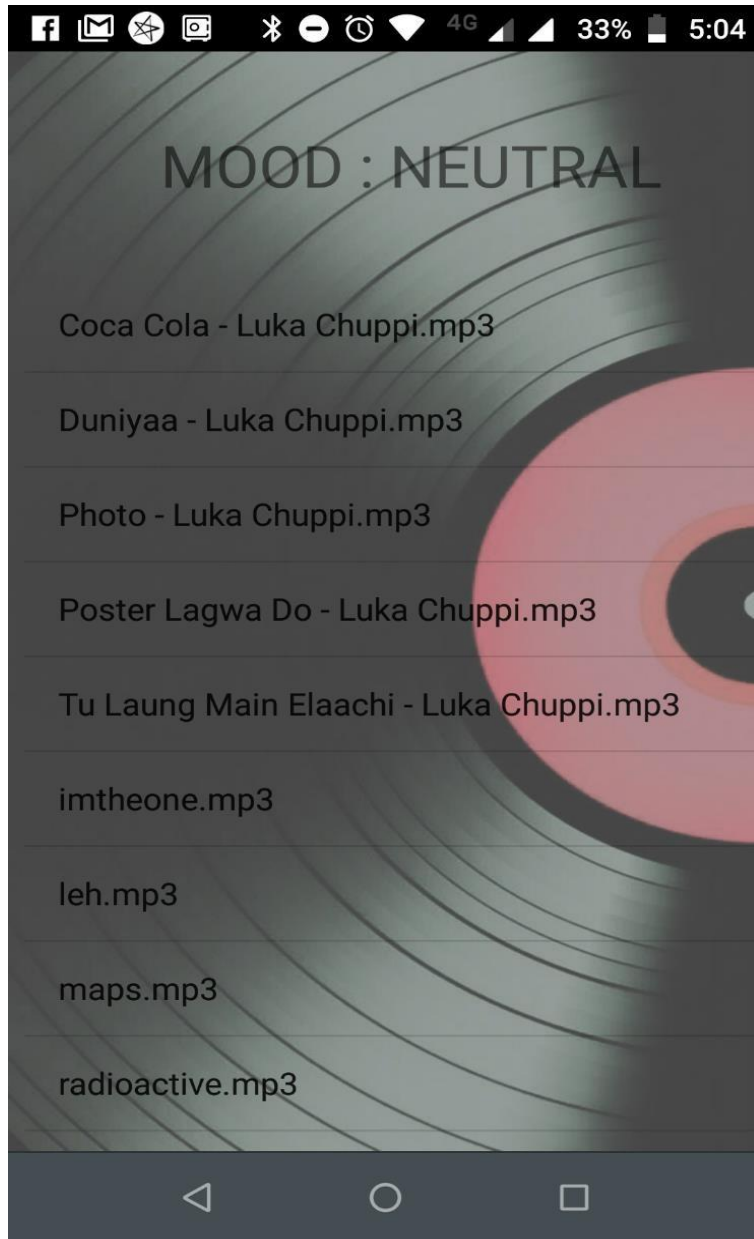 4G 33% 5:04
MOOD : NEUTRAL
Coca Cola - Luka Chuppi.mp3
Duniyaa - Luka Chuppi.mp3
Photo - Luka Chuppi.mp3
Poster Lagwa Do - Luka Chuppi.mp3
Tu Laung Main Elaachi - Luka Chuppi.mp3
imtheone.mp3
leh.mp3
maps.mp3
radioactive.mp3